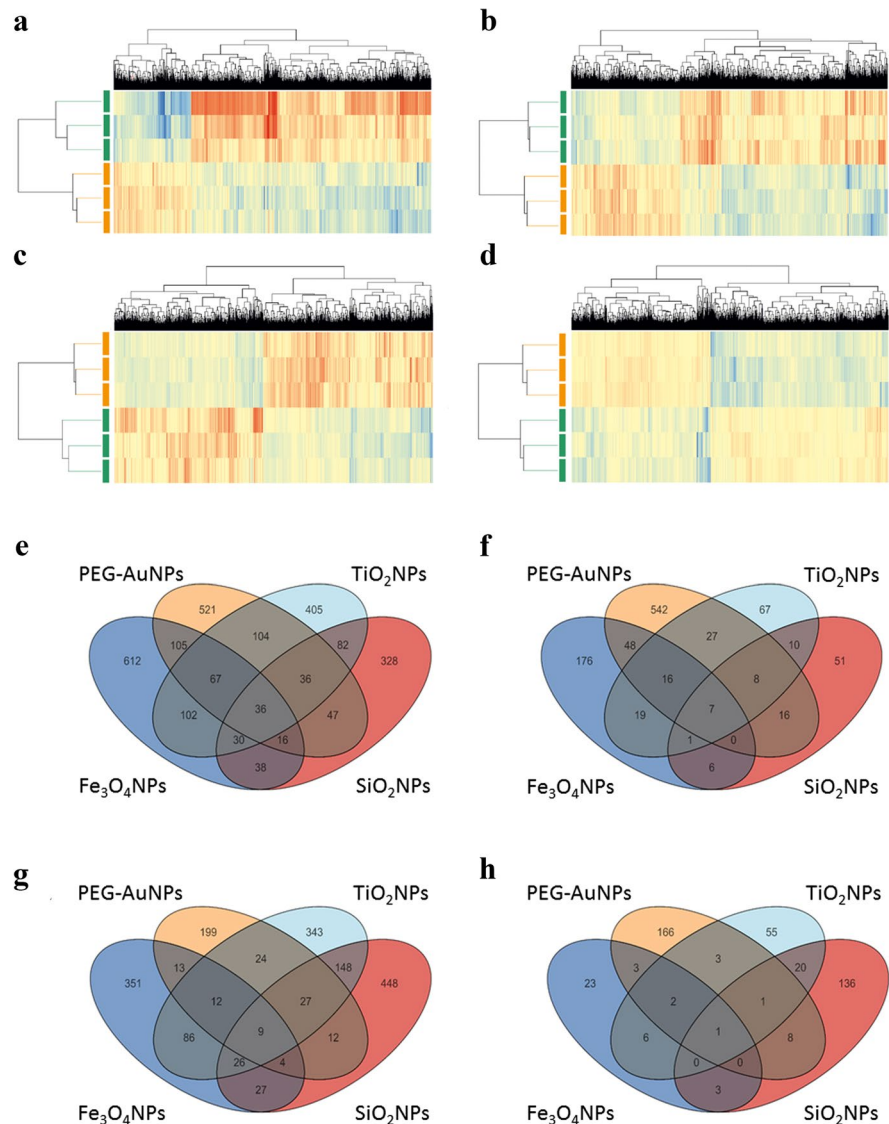 a
b
c
d
e
PEG-AuNPs
TiO₂NPs
521
405
105
104
82
612
328
67
36
102
36
47
30
16
38
Fe₃O₄NPs
SiO₂NPs
f
PEG-AuNPs
TiO₂NPs
542
67
48
27
10
176
51
16
8
19
7
16
1
0
6
Fe₃O₄NPs
SiO₂NPs
g
PEG-AuNPs
TiO₂NPs
199
343
13
24
148
351
448
12
27
86
9
12
26
4
27
Fe₃O₄NPs
SiO₂NPs
h
PEG-AuNPs
TiO₂NPs
166
55
3
3
20
23
136
2
1
6
1
8
0
0
3
Fe₃O₄NPs
SiO₂NPs